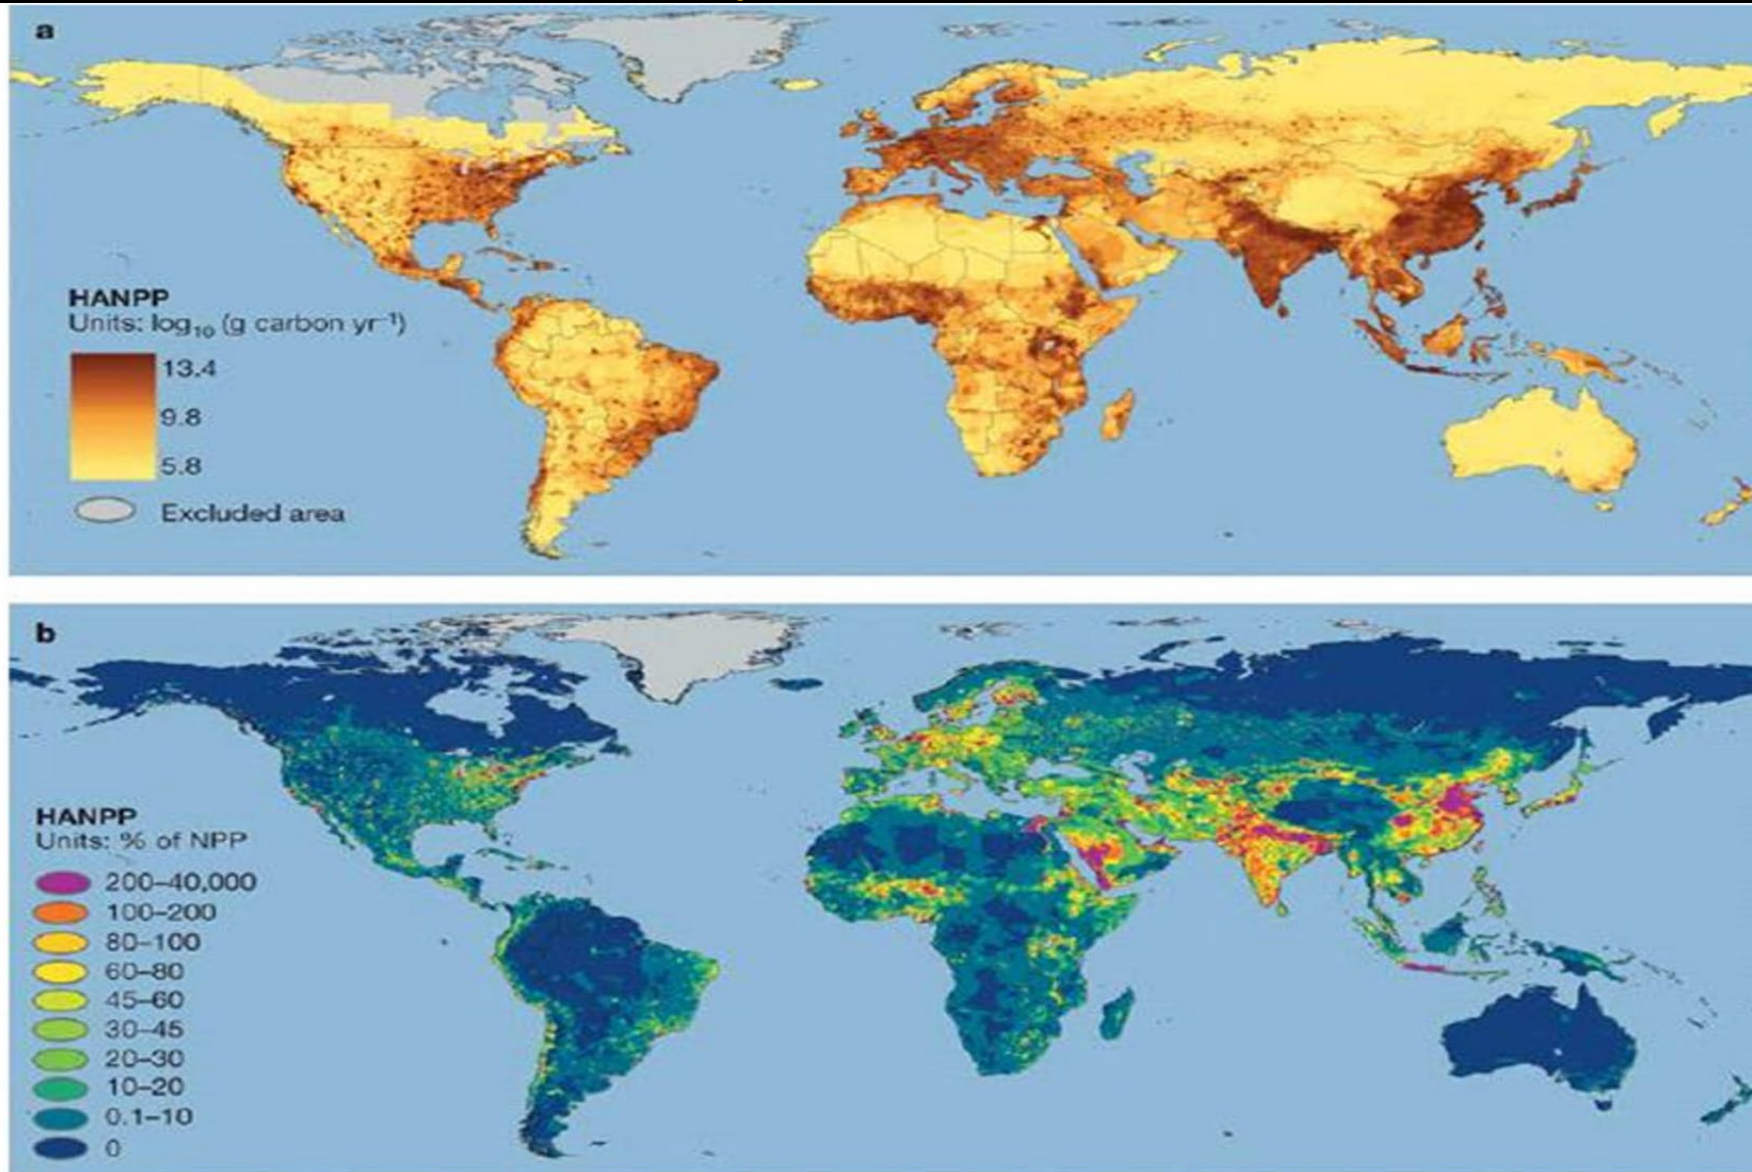 a
HANPP
Units: log₁₀ (g carbon yr⁻¹)
13.4
9.8
5.8
Excluded area
b
HANPP
Units: % of NPP
200–40,000
100–200
80–100
60–80
45–60
30–45
20–30
10–20
0.1–10
0